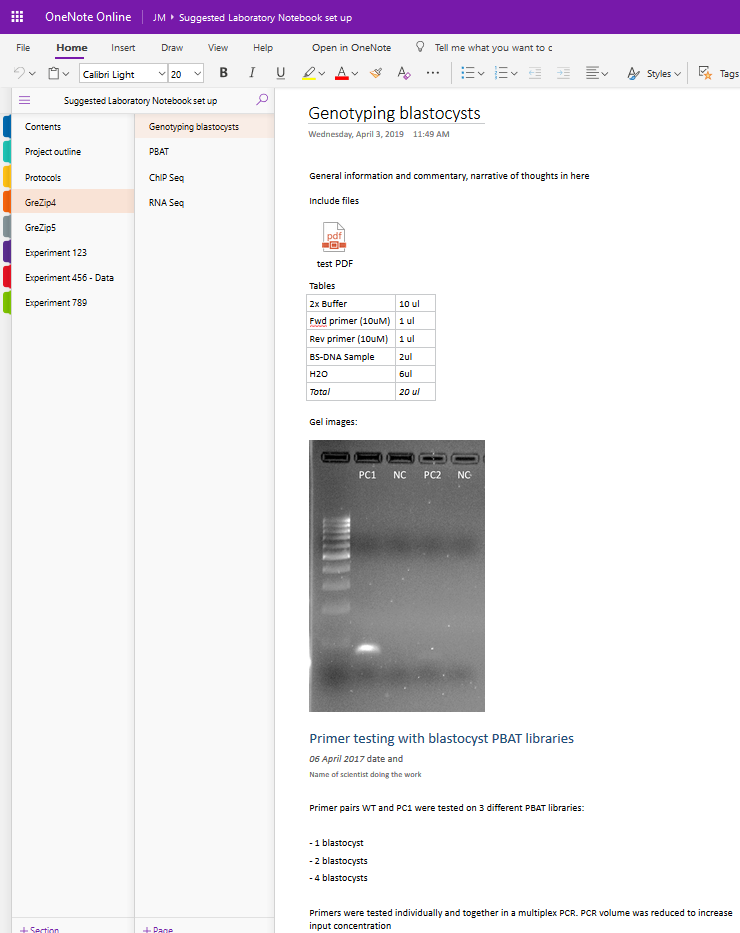 OneNote Online JM Suggested Laboratory Notebook set up
File Home Insert Draw View Help Open in OneNote Tell me what you want to c
Calibri Light 20 B I U A A Styles Tags
Suggested Laboratory Notebook set up
Contents
Project outline
Protocols
GreZip4
GreZip5
Experiment 123
Experiment 456 - Data
Experiment 789
+ Section
Genotyping blastocysts
PBAT
ChIP Seq
RNA Seq
+ Page
Genotyping blastocysts
Wednesday, April 3, 2019 11:49 AM
General information and commentary, narrative of thoughts in here
Include files
pdf
test PDF
Tables
2x Buffer 10 ul
Fwd primer (10uM) 1 ul
Rev primer (10uM) 1 ul
BS-DNA Sample 2ul
H2O 6ul
Total 20 ul
Gel images:
PC1 NC PC2 NC
Primer testing with blastocyst PBAT libraries
06 April 2017 date and
Name of scientist doing the work
Primer pairs WT and PC1 were tested on 3 different PBAT libraries:
- 1 blastocyst
- 2 blastocysts
- 4 blastocysts
Primers were tested individually and together in a multiplex PCR. PCR volume was reduced to increase
input concentration